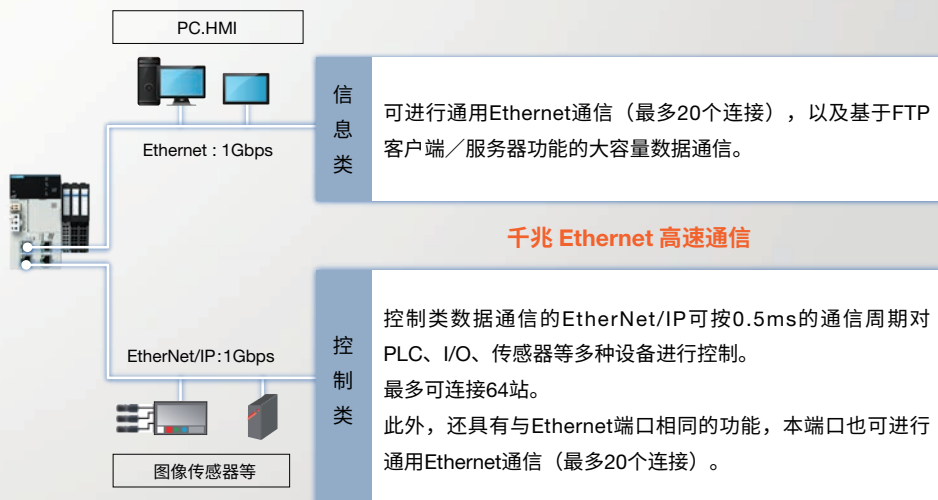 PC.HMI
Ethernet : 1Gbps
信息类
可进行通用Ethernet通信（最多20个连接），以及基于FTP
客户端／服务器功能的大容量数据通信。
千兆 Ethernet 高速通信
EtherNet/IP:1Gbps
图像传感器等
控制类
控制类数据通信的EtherNet/IP可按0.5ms的通信周期对
PLC、I/O、传感器等多种设备进行控制。
最多可连接64站。
此外，还具有与Ethernet端口相同的功能，本端口也可进行
通用Ethernet通信（最多20个连接）。